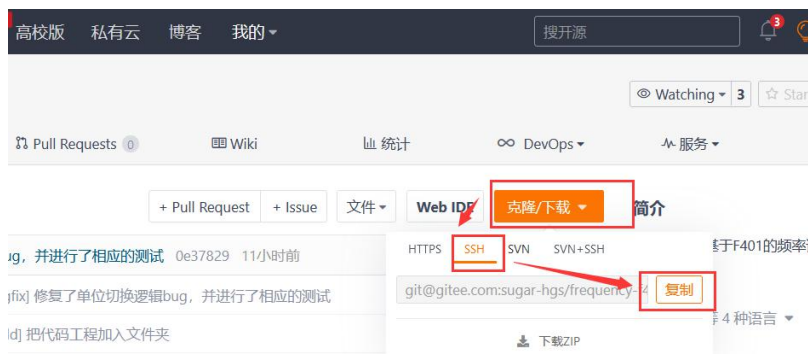 高校版 私有云 博客 我的 搜开源 3
Watching 3 Star
Pull Requests 0 Wiki 统计 DevOps 服务
+ Pull Request + Issue 文件 Web IDE 克隆/下载 简介
HTTPS SSH SVN SVN+SSH 基于F401的频率
ug，并进行了相应的测试 0e37829 11小时前
git@gitee.com:sugar-hgs/frequency-f4 复制
gfix] 修复了单位切换逻辑bug，并进行了相应的测试
等 4 种语言
ld] 把代码工程加入文件夹
下载ZIP